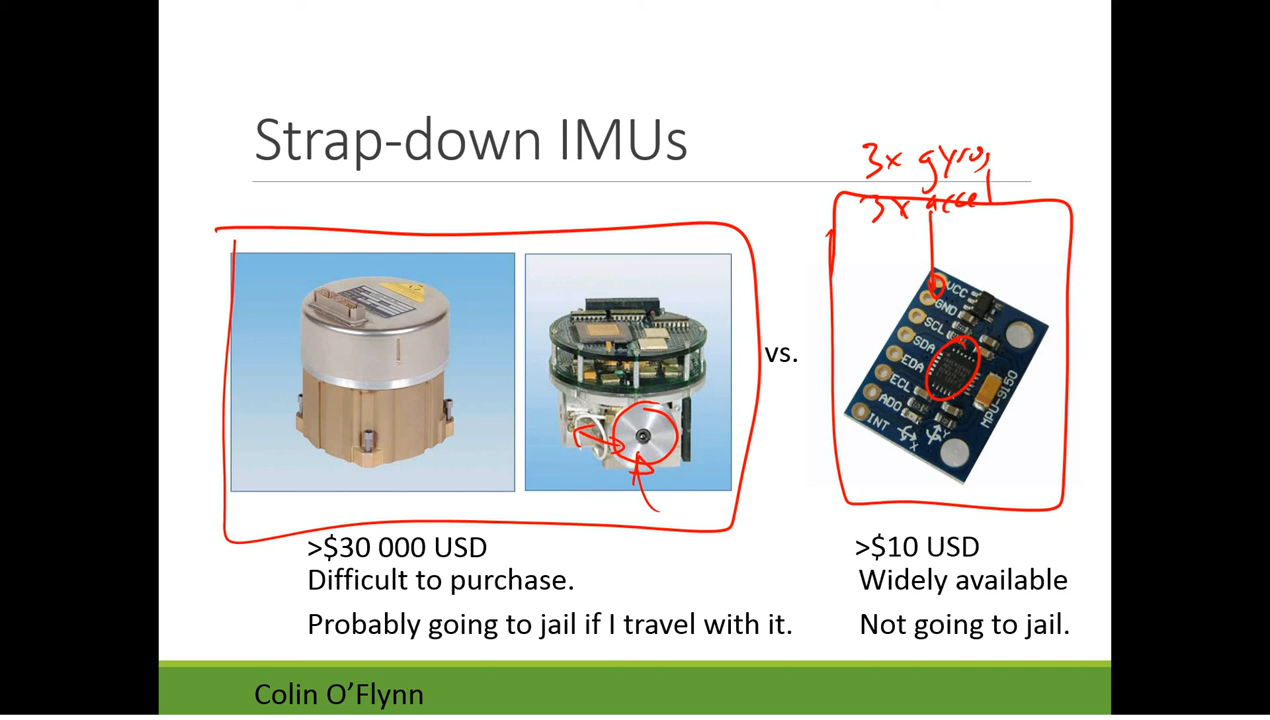 Strap-down IMUs
3x gyro,
3x acce
VCC
GND
SCL
SDA
EDA
ECL
ADO
INT
MPU-9150
Y
X
vs.
>$30 000 USD
Difficult to purchase.
Probably going to jail if I travel with it.
>$10 USD
Widely available
Not going to jail.
Colin O’Flynn